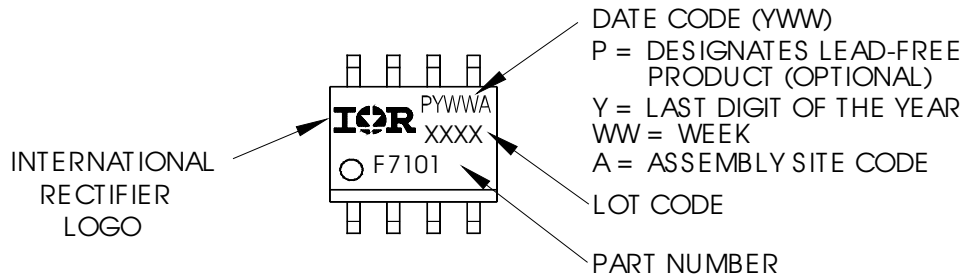 DATE CODE (YWW)
P = DESIGNATES LEAD-FREE
PRODUCT (OPTIONAL)
Y = LAST DIGIT OF THE YEAR
WW = WEEK
A = ASSEMBLY SITE CODE
LOT CODE
PART NUMBER
INTERNATIONAL
RECTIFIER
LOGO
PYWWA
IOR
XXXX
F7101